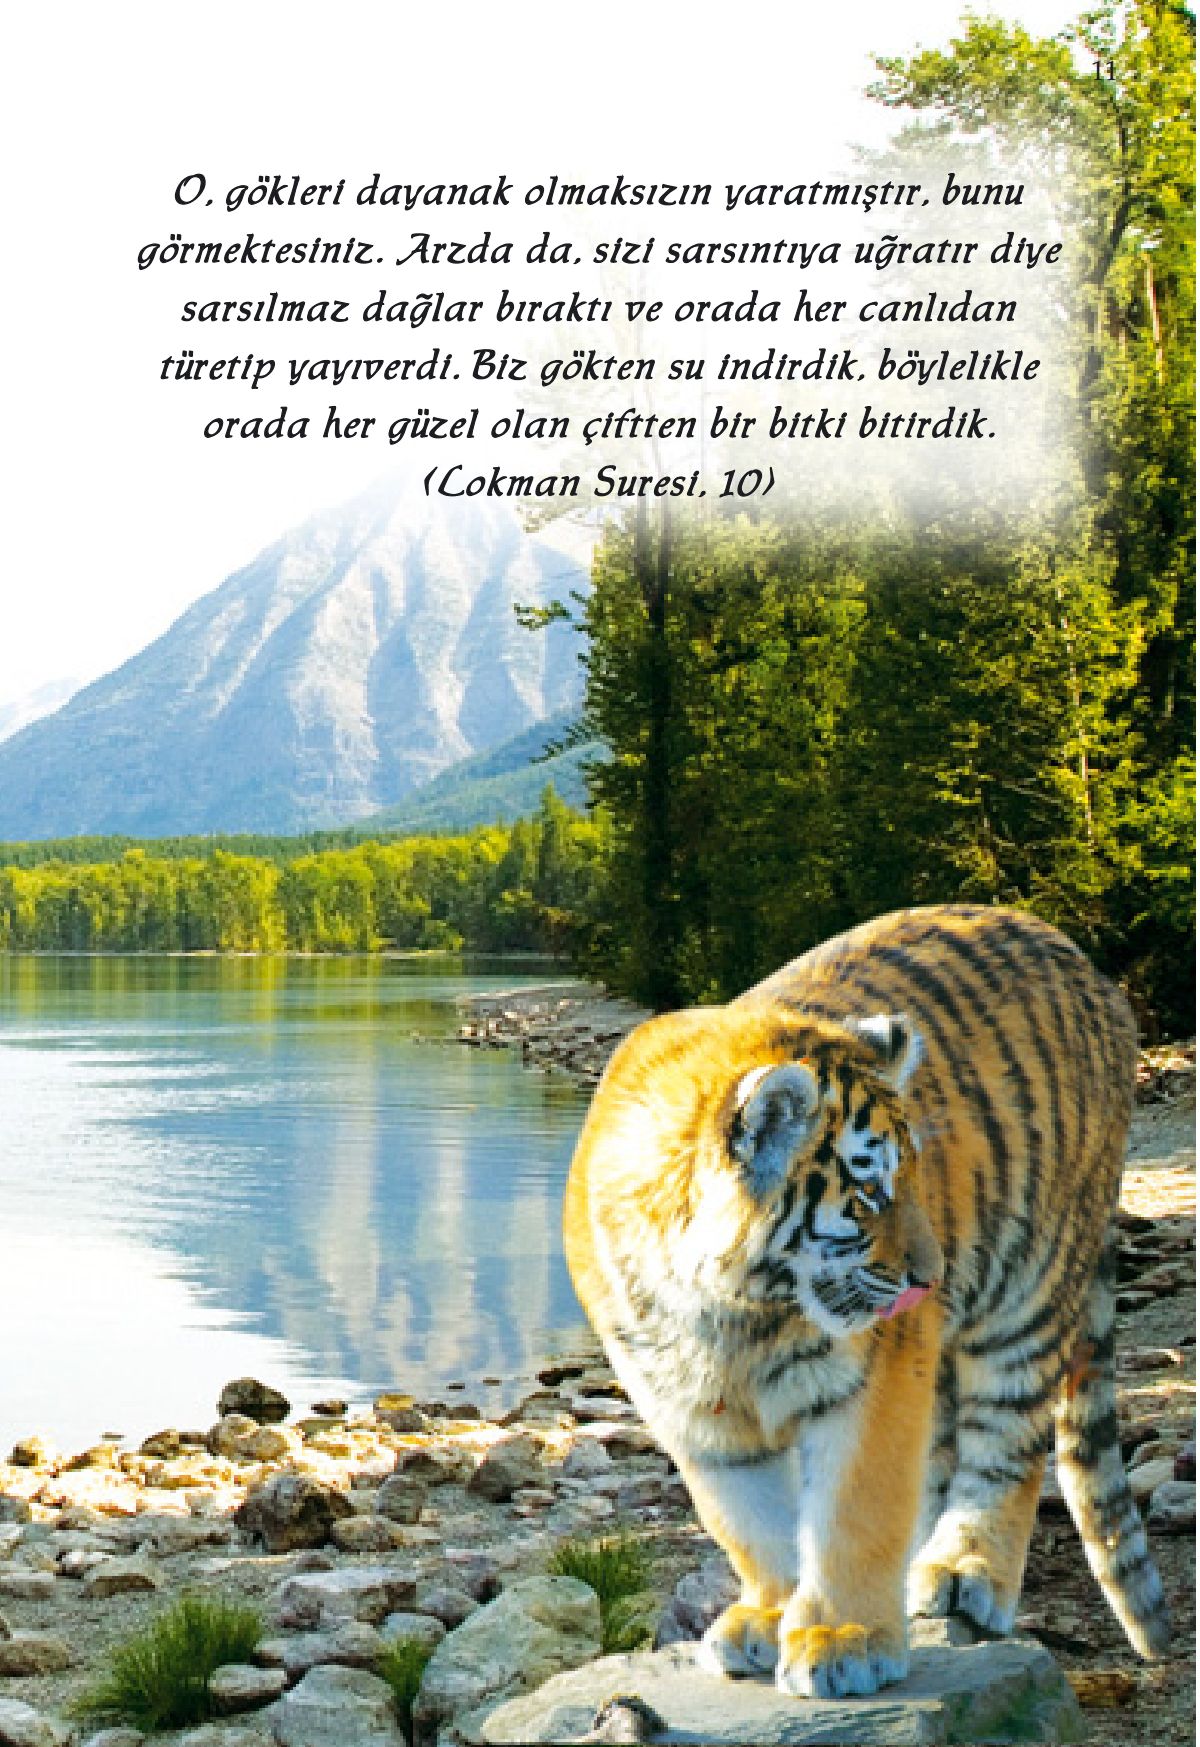 11
O, gökleri dayanak olmaksızın yaratmıştır, bunu
görmektesiniz. Arzda da, sizi sarsıntıya uğratır diye
sarsılmaz dağlar bıraktı ve orada her canlıdan
türetip yayıverdi. Biz gökten su indirdik, böylelikle
orada her güzel olan çiftten bir bitki bitirdik.
(Lokman Suresi, 10)